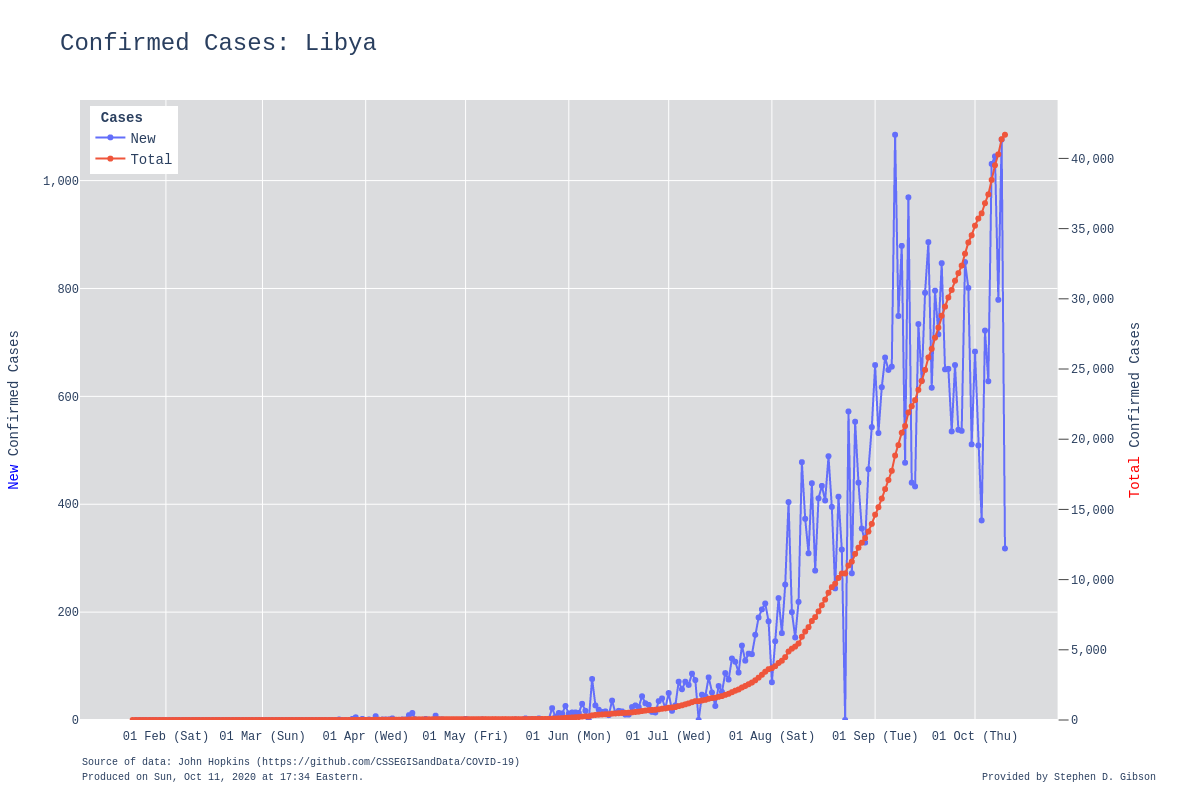 Confirmed Cases: Libya
Cases
New
Total
1,000
800
600
400
200
0
40,000
35,000
30,000
25,000
20,000
15,000
10,000
5,000
0
New Confirmed Cases
Total Confirmed Cases
01 Feb (Sat) 01 Mar (Sun) 01 Apr (Wed) 01 May (Fri) 01 Jun (Mon) 01 Jul (Wed) 01 Aug (Sat) 01 Sep (Tue) 01 Oct (Thu)
Source of data: John Hopkins (https://github.com/CSSEGISandData/COVID-19)
Produced on Sun, Oct 11, 2020 at 17:34 Eastern.
Provided by Stephen D. Gibson